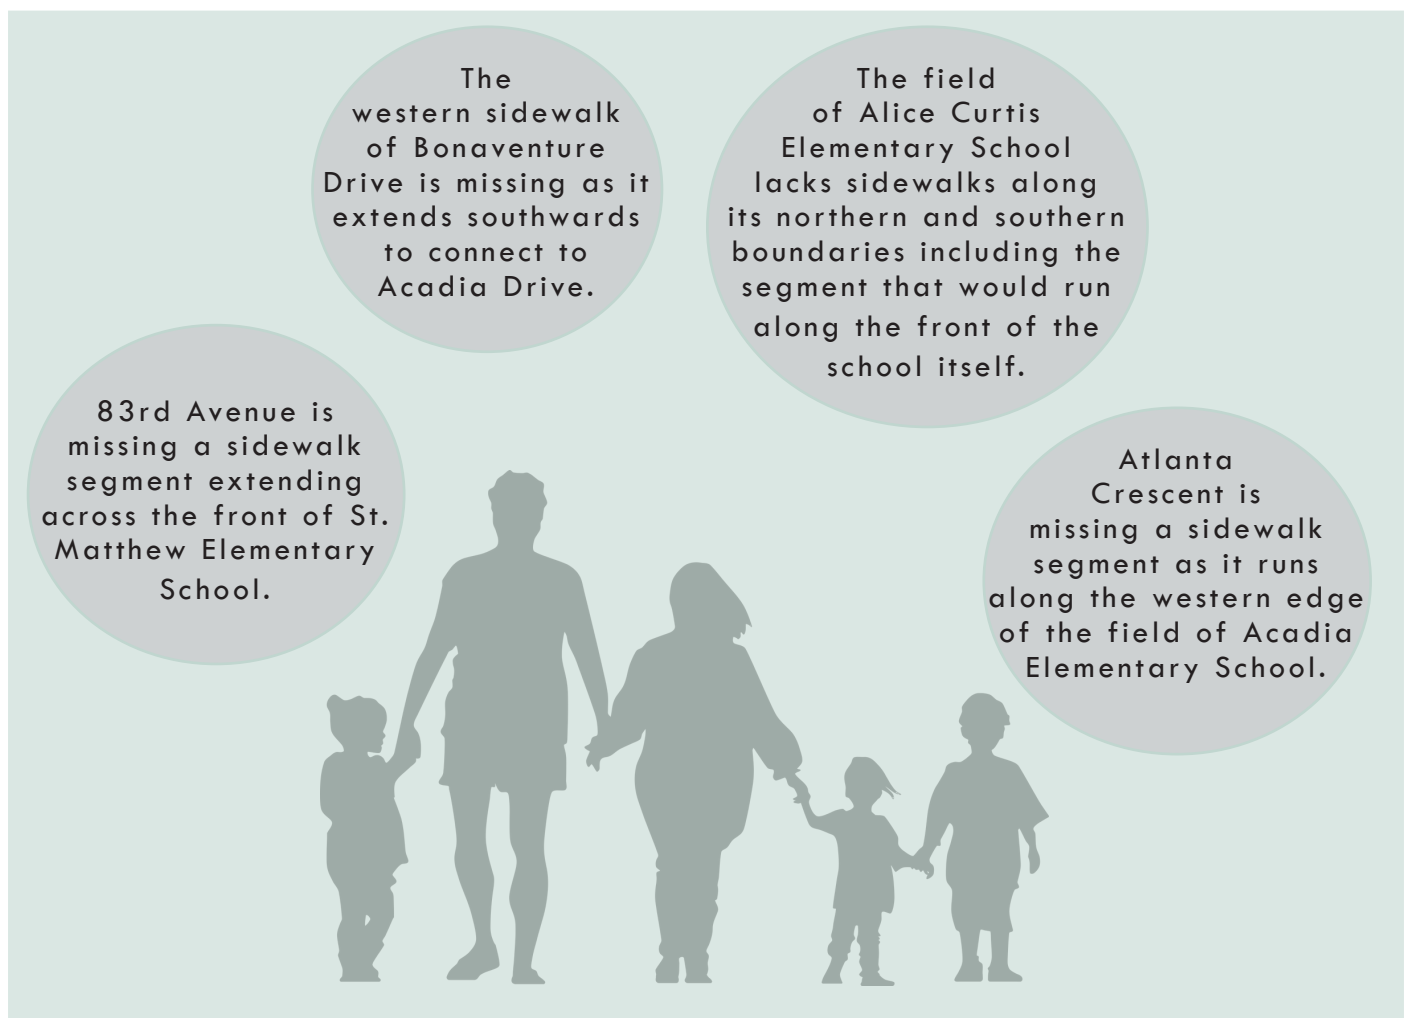 The
western sidewalk
of Bonaventure
Drive is missing as it
extends southwards
to connect to
Acadia Drive.
The field
of Alice Curtis
Elementary School
lacks sidewalks along
its northern and southern
boundaries including the
segment that would run
along the front of the
school itself.
83rd Avenue is
missing a sidewalk
segment extending
across the front of St.
Matthew Elementary
School.
Atlanta
Crescent is
missing a sidewalk
segment as it runs
along the western edge
of the field of Acadia
Elementary School.